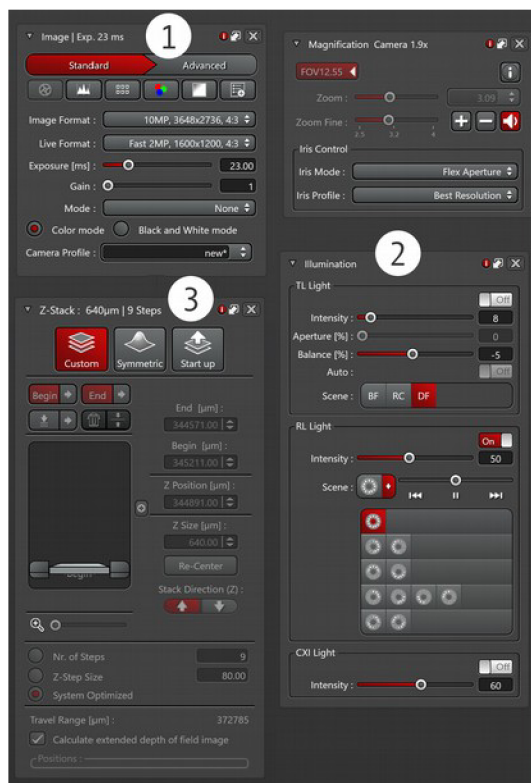 Image | Exp. 23 ms
1
Standard
Advanced
Image Format :
10MP, 3648x2736, 4:3
Live Format :
Fast 2MP, 1600x1200, 4:3
Exposure [ms] :
23.00
Gain :
1
Mode :
None
Color mode
Black and White mode
Camera Profile :
new*
Magnification Camera 1.9x
FOV12.55
i
Zoom :
3.09
Zoom Fine :
2.5 3.2 4
Iris Control
Iris Mode :
Flex Aperture
Iris Profile :
Best Resolution
2
Illumination
TL Light
Off
Intensity :
8
Aperture [%] :
0
Balance [%] :
-5
Auto :
Off
Scene :
BF RC DF
RL Light
On
Intensity :
50
Scene :
CXI Light
Off
Intensity :
60
3
Z-Stack : 640µm | 9 Steps
Custom
Symmetric
Start up
Begin
End
End [µm] :
344571.00
Begin [µm] :
345211.00
Z Position [µm] :
344891.00
Z Size [µm] :
640.00
Re-Center
Stack Direction (Z) :
Begin
Nr. of Steps
9
Z-Step Size
80.00
System Optimized
Travel Range [µm] :
372785
Calculate extended depth of field image
Positions :